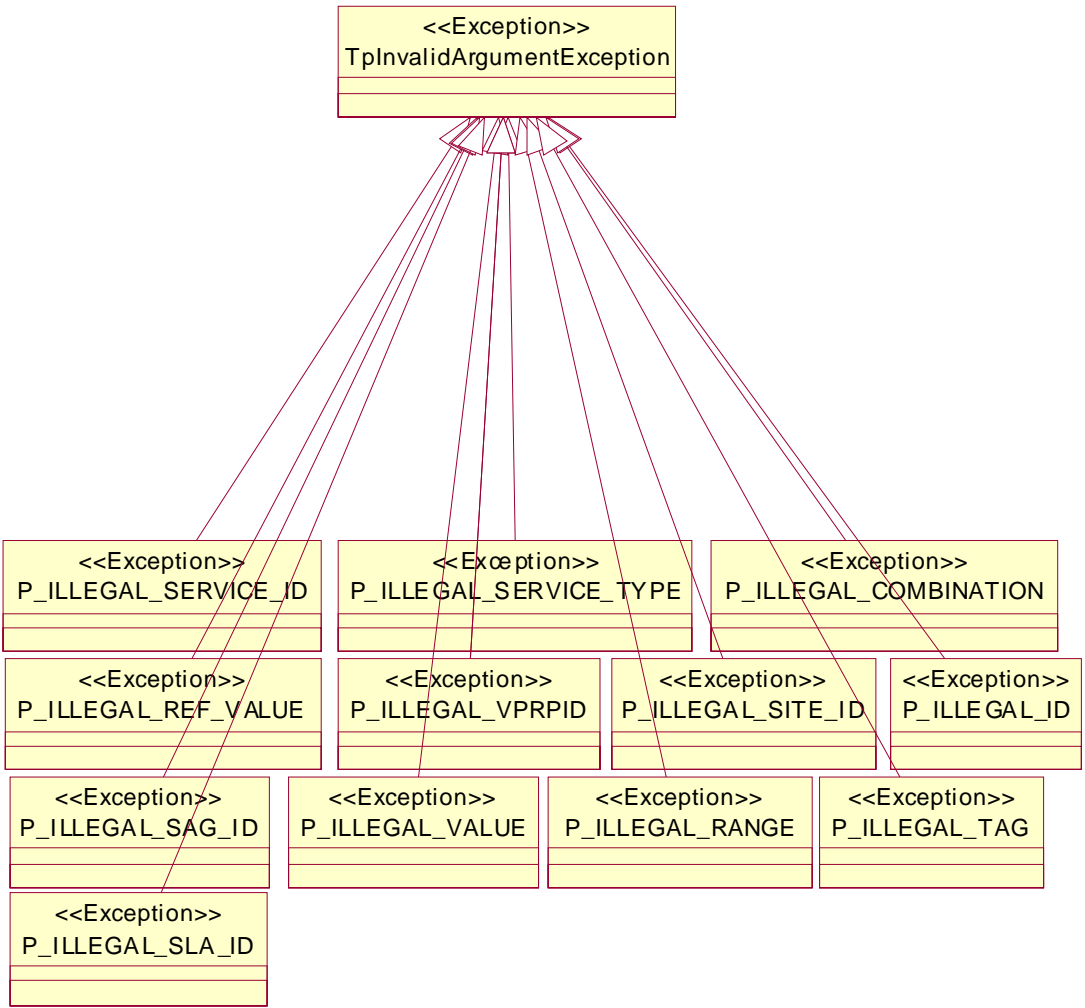 <<Exception>>
TpInvalidArgumentException
<<Exception>>
P_ILLEGAL_SERVICE_ID
<<Exception>>
P_ILLEGAL_SERVICE_TYPE
<<Exception>>
P_ILLEGAL_COMBINATION
<<Exception>>
P_ILLEGAL_REF_VALUE
<<Exception>>
P_ILLEGAL_VPRPID
<<Exception>>
P_ILLEGAL_SITE_ID
<<Exception>>
P_ILLEGAL_ID
<<Exception>>
P_ILLEGAL_SAG_ID
<<Exception>>
P_ILLEGAL_VALUE
<<Exception>>
P_ILLEGAL_RANGE
<<Exception>>
P_ILLEGAL_TAG
<<Exception>>
P_ILLEGAL_SLA_ID